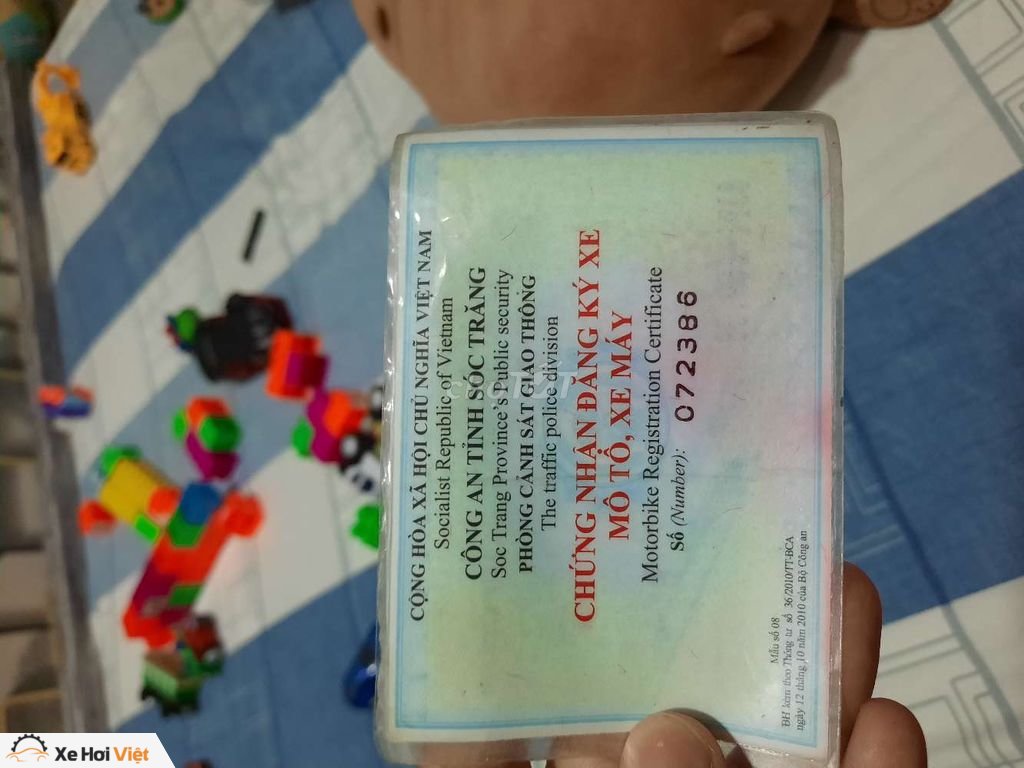 CỘNG HÒA XÃ HỘI CHỦ NGHĨA VIỆT NAM
Socialist Republic of Vietnam
CÔNG AN TỈNH SÓC TRĂNG
Soc Trang Province's Public security
PHÒNG CẢNH SÁT GIAO THÔNG
The traffic police division
CHỨNG NHẬN ĐĂNG KÝ XE
MÔ TÔ, XE MÁY
Motorbike Registration Certificate
Số (Number): 072386
Mẫu số 08
BH kèm theo Thông tư số 36/2010/TT-BCA
ngày 12 tháng 10 năm 2010 của Bộ Công an
Xe Hơi Việt